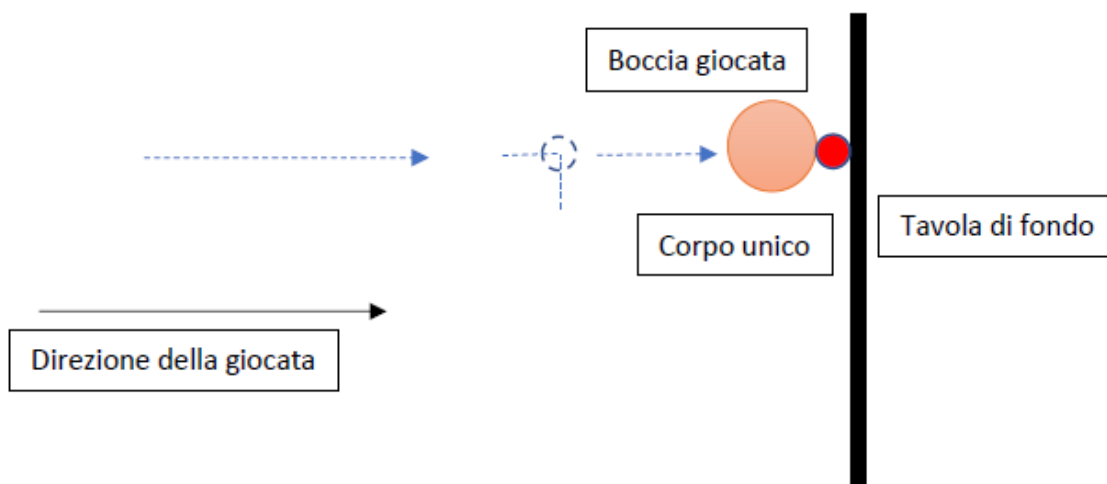 Boccia giocata
Corpo unico
Tavola di fondo
Direzione della giocata